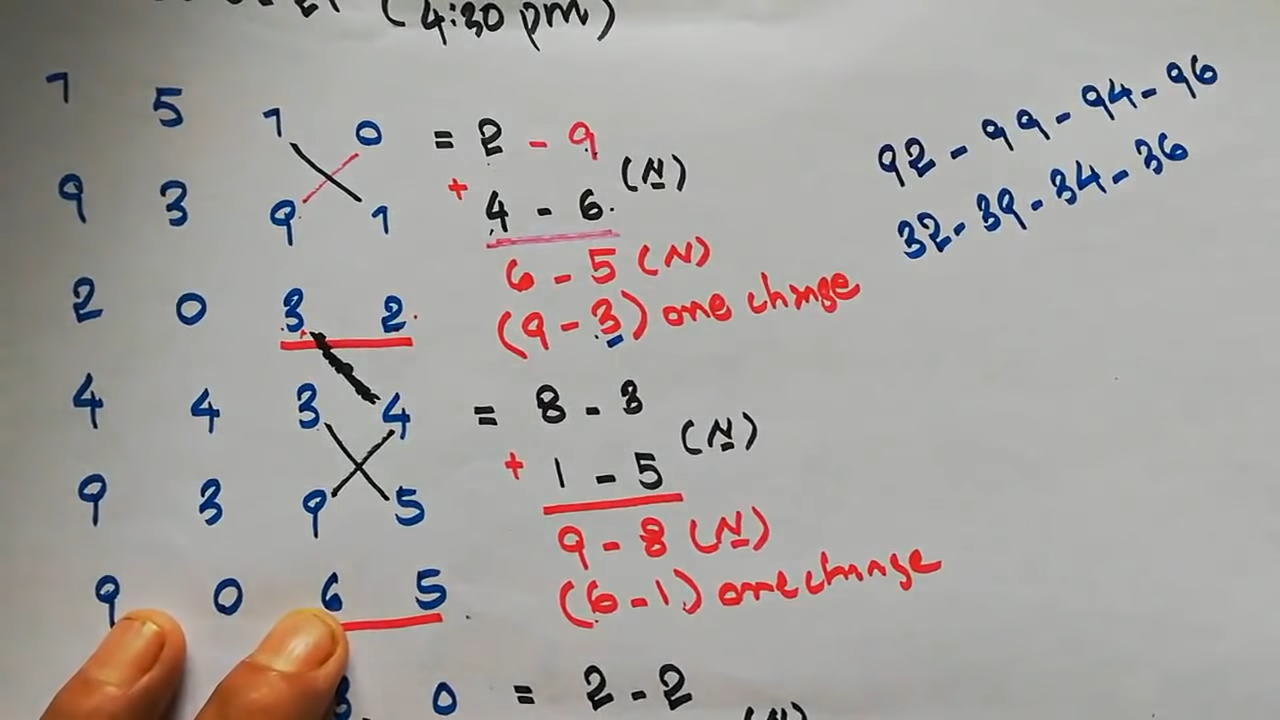 (4:30 pm)
7 5 7 0 = 2 - 9
9 3 9 1 + 4 - 6 (N)
6 - 5 (N)
2 0 3 2 (9 - 3) one change
4 4 3 4 = 8 - 3
9 3 9 5 + 1 - 5 (N)
9 - 8 (N)
9 0 6 5 (6 - 1) one change
0 = 2 - 2
92 - 99 - 94 - 96
32 - 39 - 34 - 36